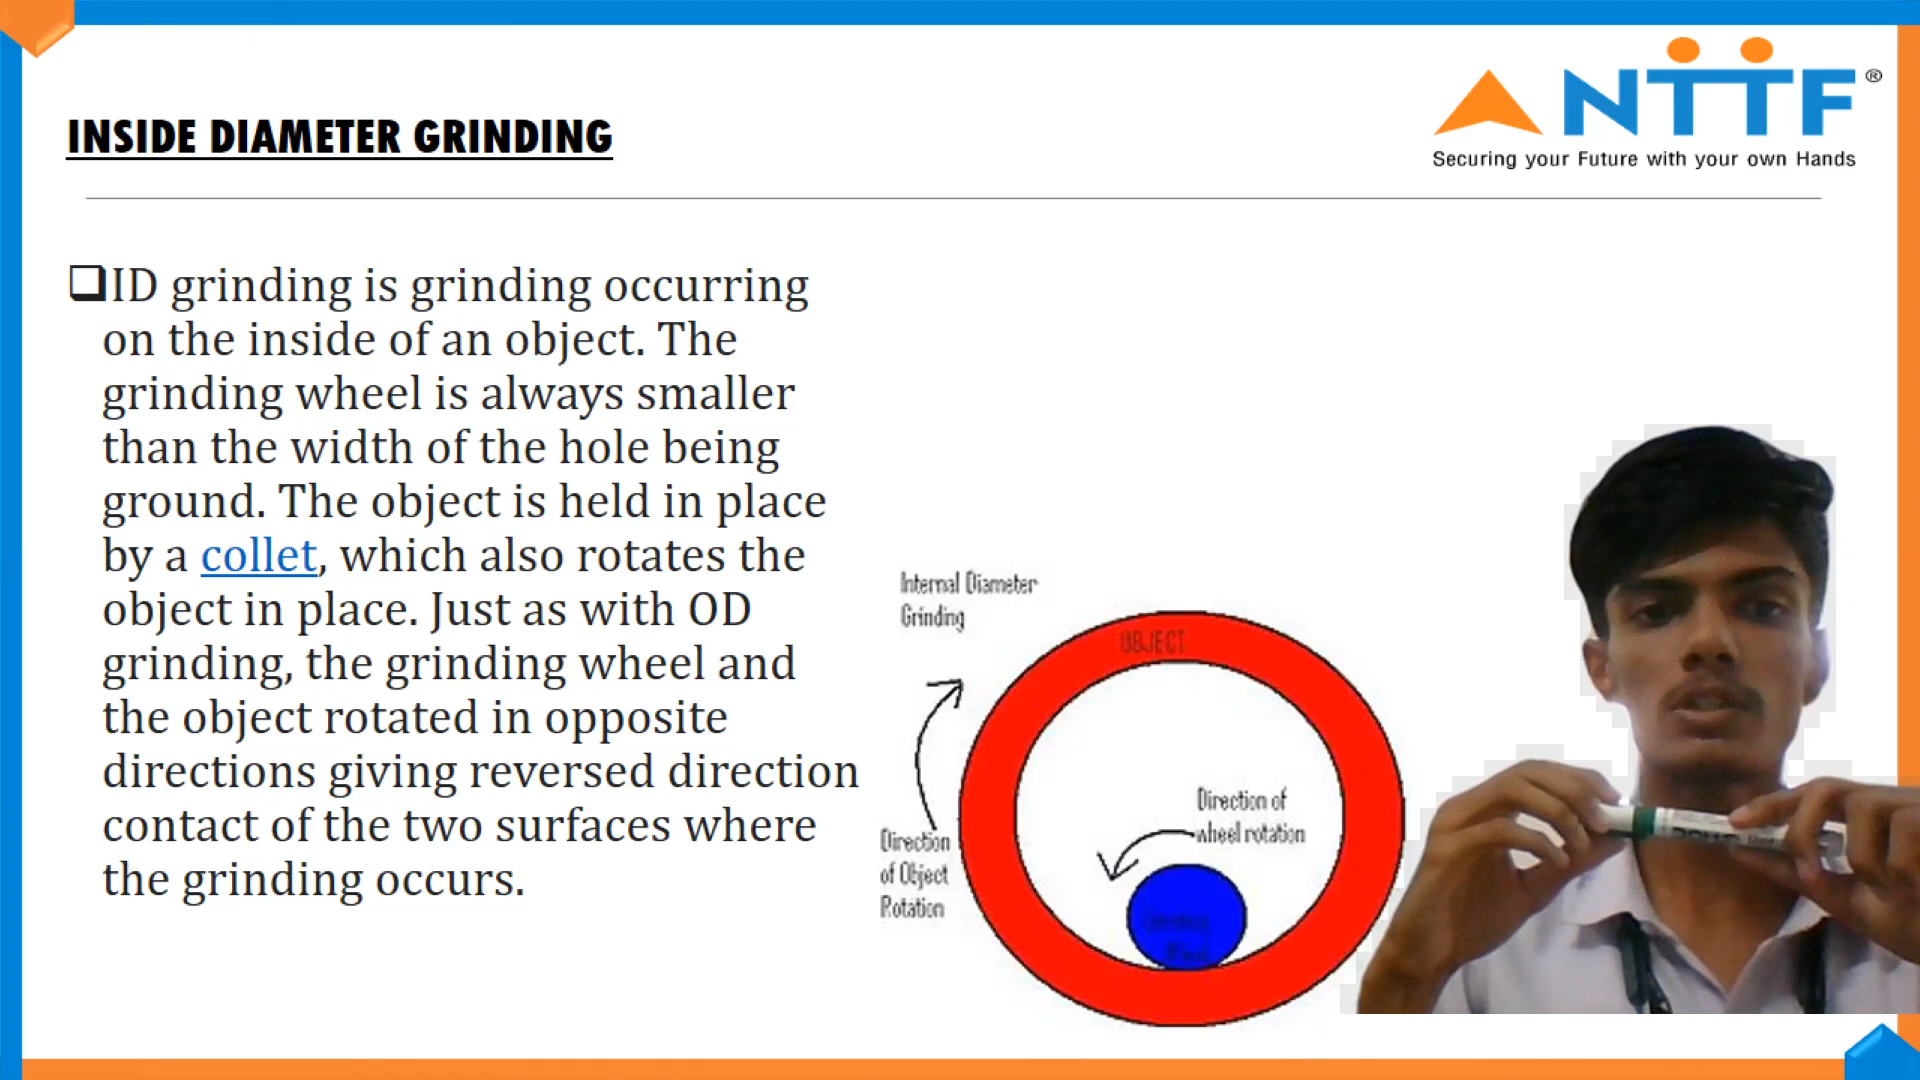 INSIDE DIAMETER GRINDING
NTTF®
Securing your Future with your own Hands
❑ID grinding is grinding occurring
on the inside of an object. The
grinding wheel is always smaller
than the width of the hole being
ground. The object is held in place
by a collet, which also rotates the
object in place. Just as with OD
grinding, the grinding wheel and
the object rotated in opposite
directions giving reversed direction
contact of the two surfaces where
the grinding occurs.
Internal Diameter
Grinding
OBJECT
Direction of
wheel rotation
Direction
of Object
Rotation